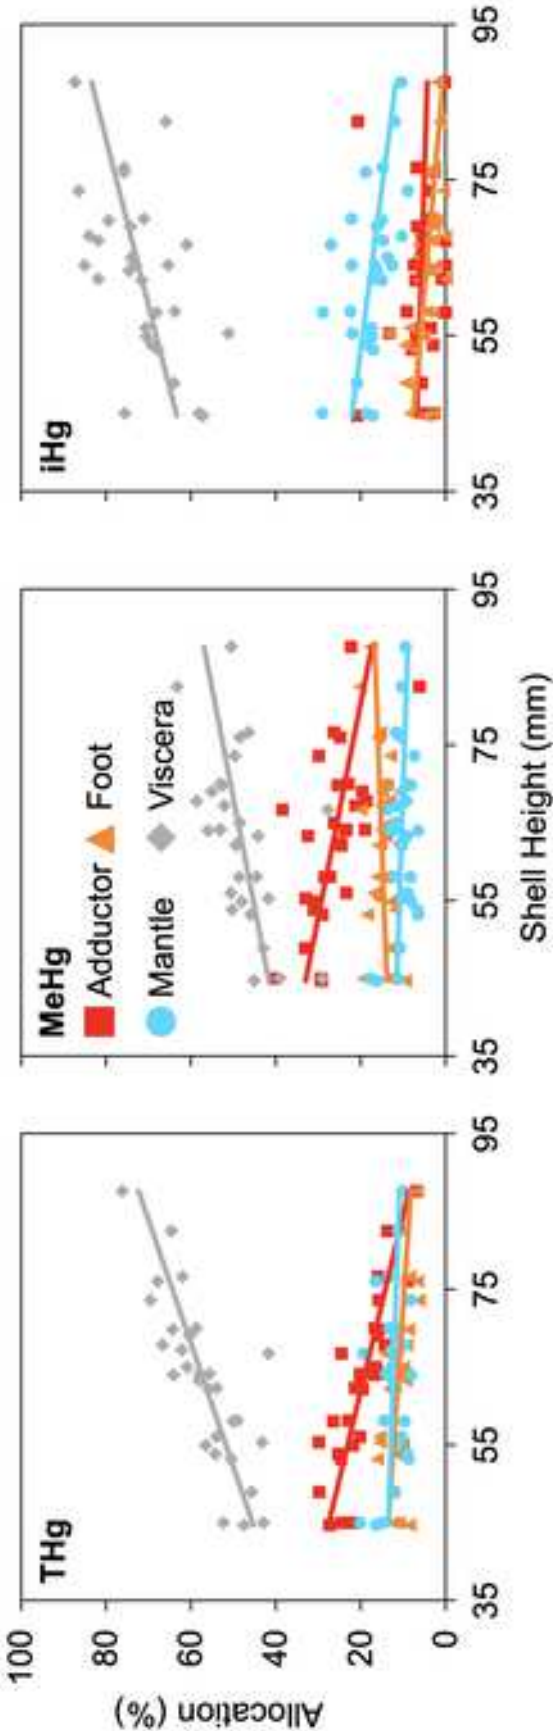 THg
MeHg
iHg
Adductor Foot
Mantle Viscera
Allocation (%)
100
80
60
40
20
0
35 55 75 95
35 55 75 95
35 55 75 95
Shell Height (mm)